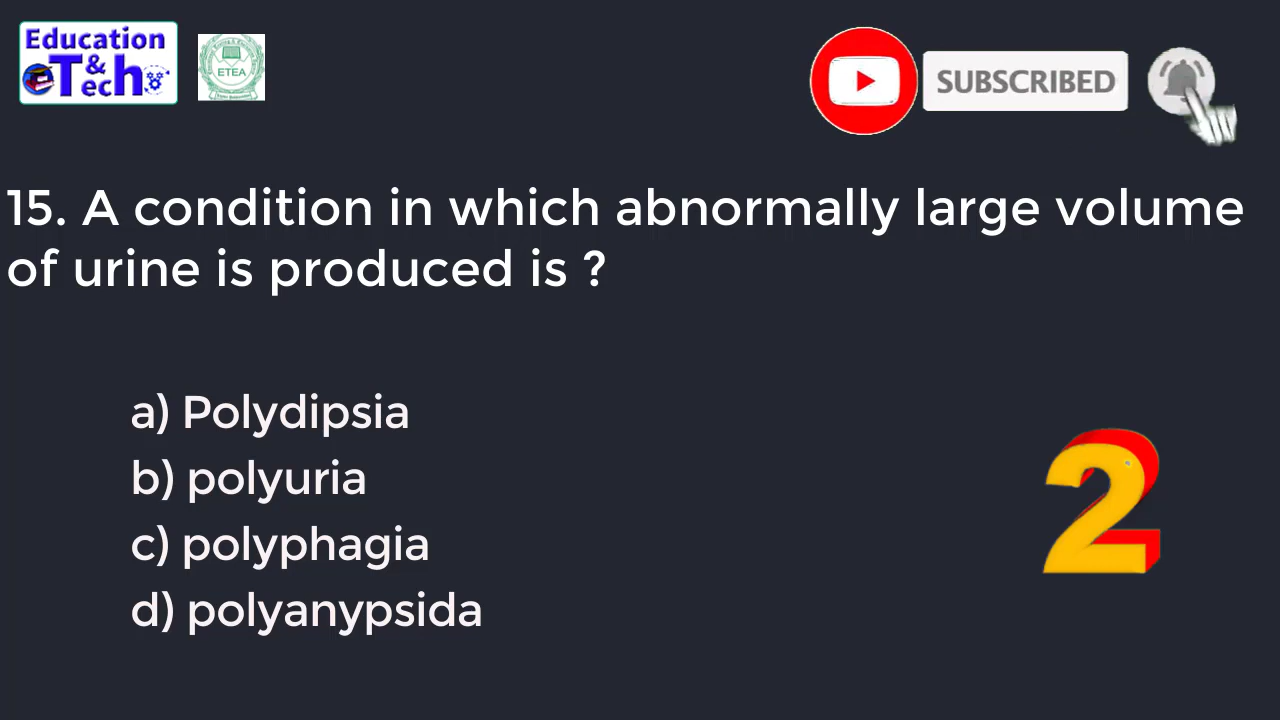 Education
&
Tech
ETEA
SUBSCRIBED
15. A condition in which abnormally large volume
of urine is produced is ?
a) Polydipsia
b) polyuria
c) polyphagia
d) polyanypsida
2